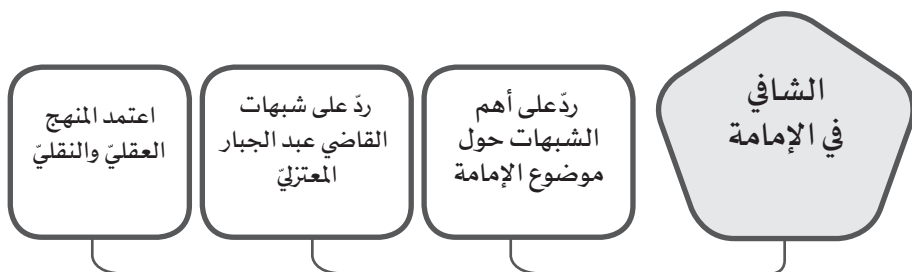 الشافي
في الإمامة
ردّ على أهم
الشبهات حول
موضوع الإمامة
ردّ على شبهات
القاضي عبد الجبار
المعتزليّ
اعتمد المنهج
العقليّ والنقليّ